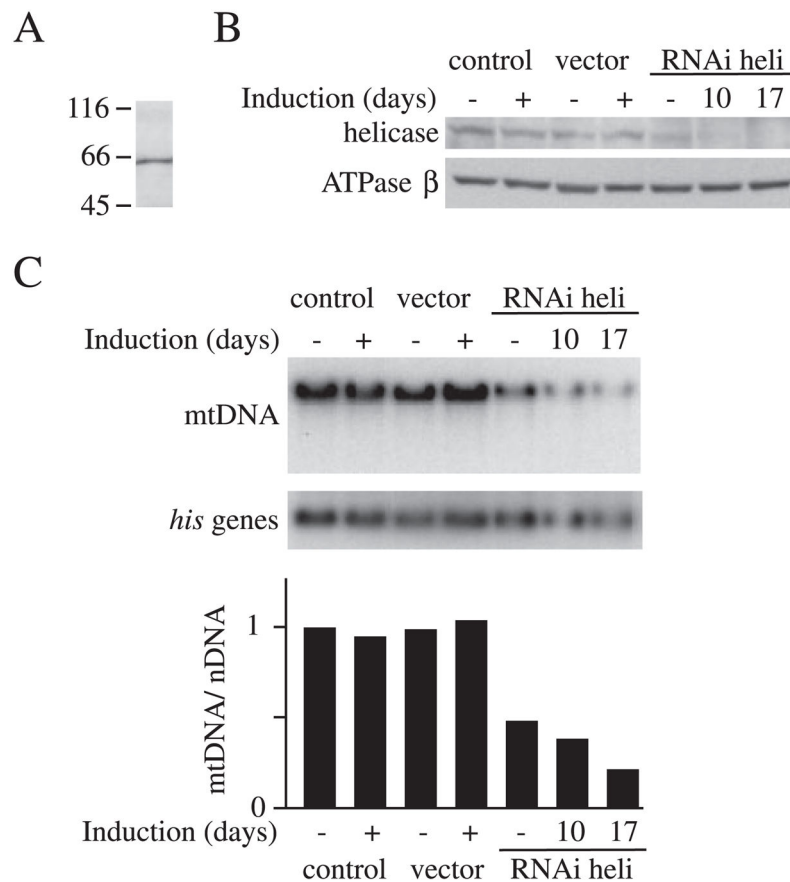 A
116
66
45
B
control vector RNAi heli
Induction (days) - + - + - 10 17
helicase
ATPase β
C
control vector RNAi heli
Induction (days) - + - + - 10 17
mtDNA
his genes
mtDNA/ nDNA
1
0
Induction (days) - + - + - 10 17
control vector RNAi heli